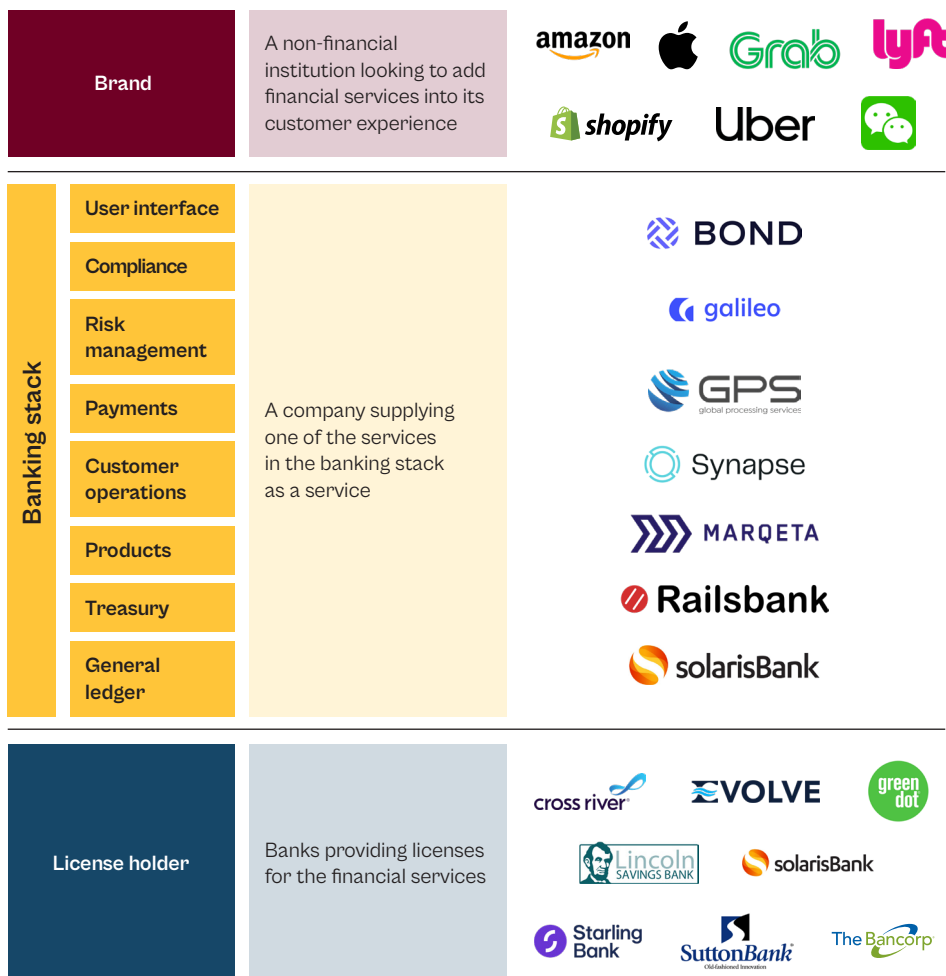 Brand
A non-financial
institution looking to add
financial services into its
customer experience
amazon
Grab
lyft
shopify
Uber
Banking stack
User interface
Compliance
Risk
management
Payments
Customer
operations
Products
Treasury
General
ledger
A company supplying
one of the services
in the banking stack
as a service
BOND
galileo
GPS
global processing services
Synapse
MARQETA
Railsbank
solarisBank
License holder
Banks providing licenses
for the financial services
cross river®
EVOLVE
green
dot
Lincoln
SAVINGS BANK
solarisBank
Starling
Bank
SuttonBank®
Old-fashioned Innovation
The Bancorp